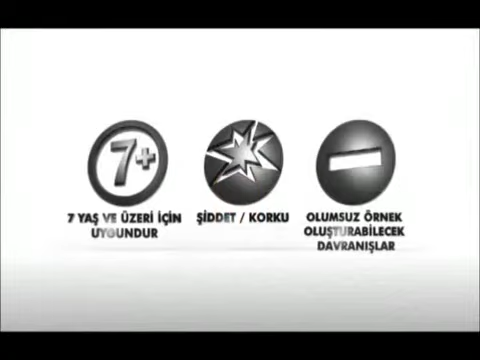 7+
7 YAŞ VE ÜZERİ İÇİN
UYGUNDUR
ŞİDDET / KORKU
OLUMSUZ ÖRNEK
OLUŞTURABİLECEK
DAVRANIŞLAR